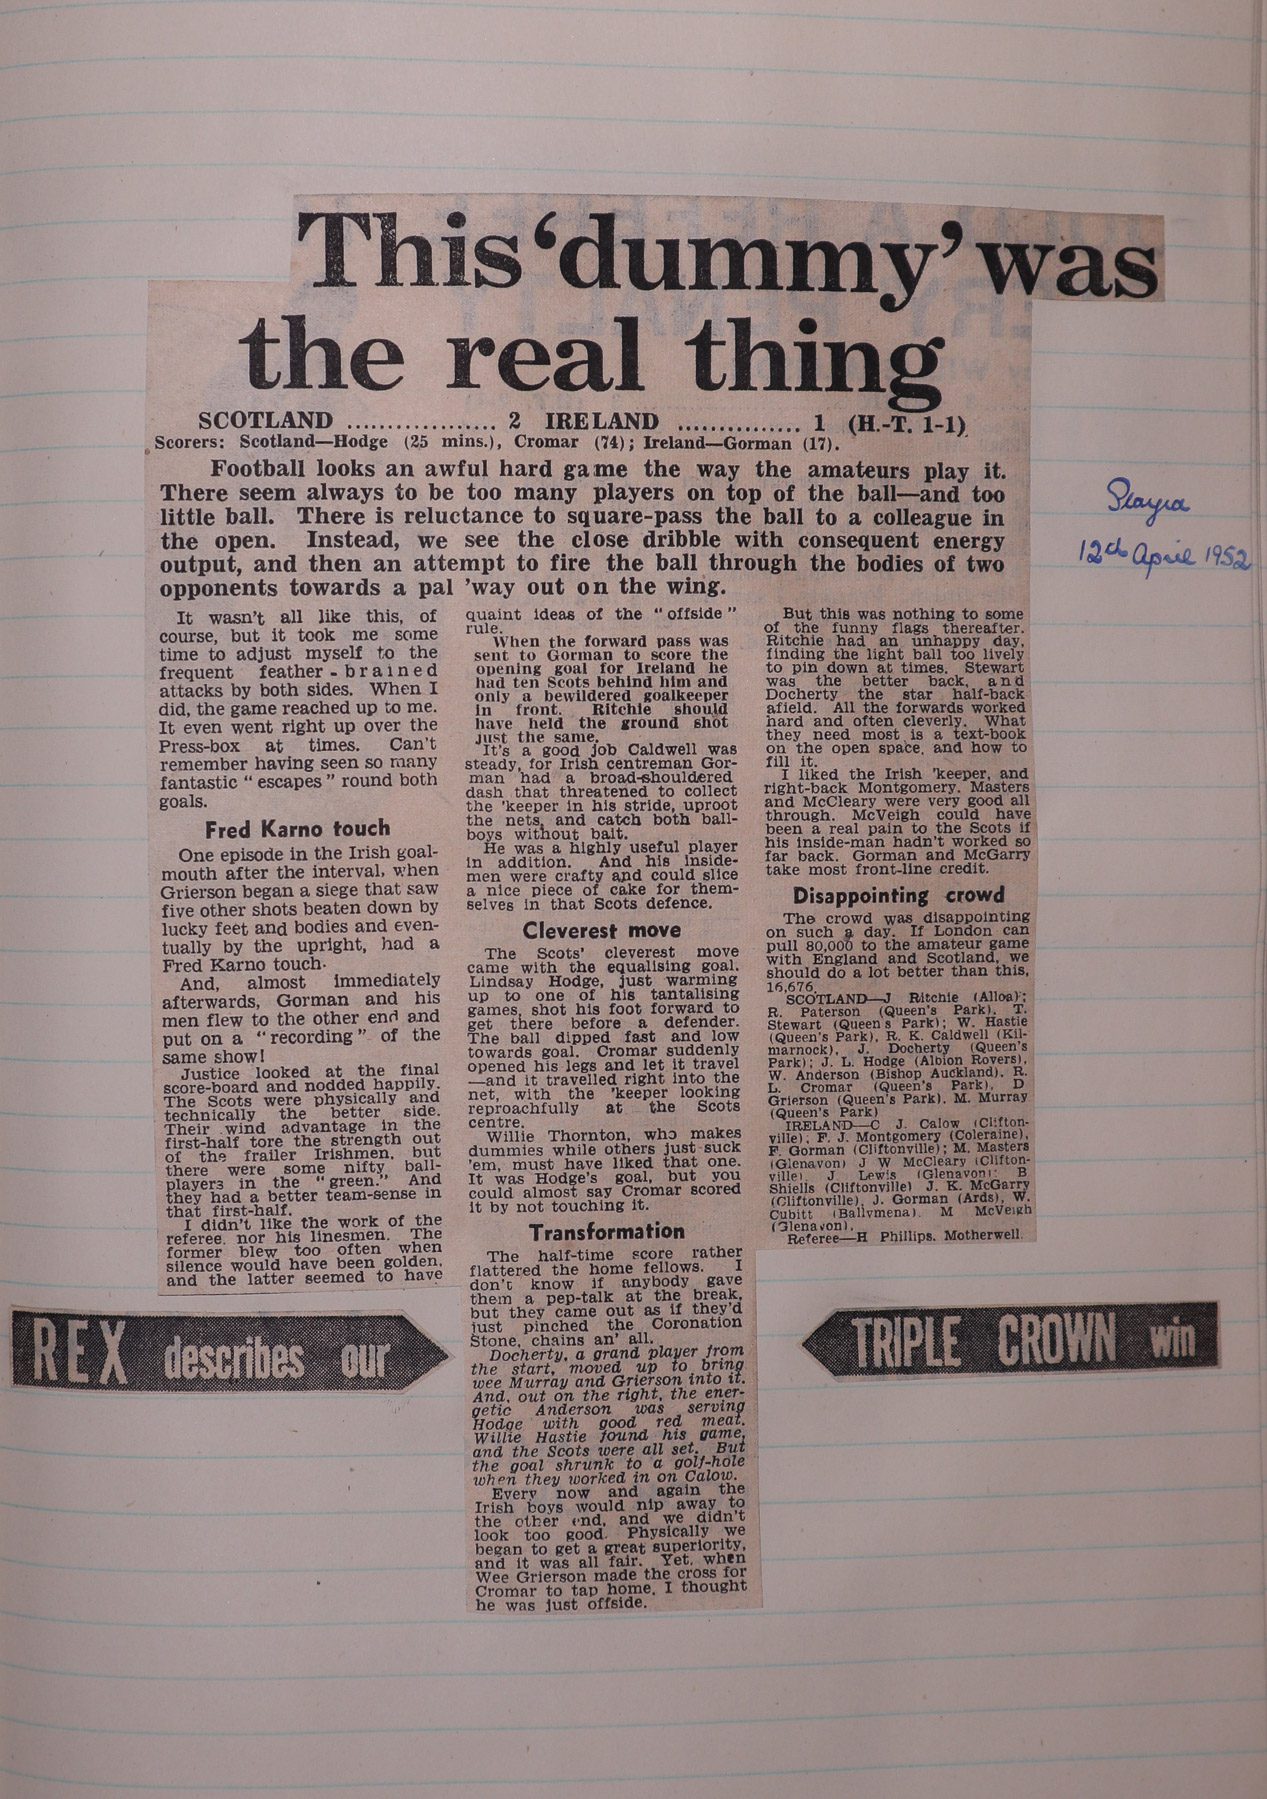 This 'dummy' was
the real thing
SCOTLAND .................. 2 IRELAND ............... 1 (H.-T. 1-1)
Scorers: Scotland—Hodge (25 mins.), Cromar (74); Ireland—Gorman (17).
Football looks an awful hard game the way the amateurs play it.
There seem always to be too many players on top of the ball—and too
little ball. There is reluctance to square-pass the ball to a colleague in
the open. Instead, we see the close dribble with consequent energy
output, and then an attempt to fire the ball through the bodies of two
opponents towards a pal 'way out on the wing.
It wasn't all like this, of
course, but it took me some
time to adjust myself to the
frequent feather-brained
attacks by both sides. When I
did, the game reached up to me.
It even went right up over the
Press-box at times. Can't
remember having seen so many
fantastic "escapes" round both
goals.
Fred Karno touch
One episode in the Irish goal-
mouth after the interval, when
Grierson began a siege that saw
five other shots beaten down by
lucky feet and bodies and even-
tually by the upright, had a
Fred Karno touch.
And, almost immediately
afterwards, Gorman and his
men flew to the other end and
put on a "recording" of the
same show!
Justice looked at the final
score-board and nodded happily.
The Scots were physically and
technically the better side.
Their wind advantage in the
first-half tore the strength out
of the frailer Irishmen, but
there were some nifty ball-
players in the "green." And
they had a better team-sense in
that first-half.
I didn't like the work of the
referee, nor his linesmen. The
former blew too often when
silence would have been golden,
and the latter seemed to have
quaint ideas of the "offside"
rule.
When the forward pass was
sent to Gorman to score the
opening goal for Ireland he
had ten Scots behind him and
only a bewildered goalkeeper
in front. Ritchie should
have held the ground shot
just the same.
It's a good job Caldwell was
steady, for Irish centreman Gor-
man had a broad-shouldered
dash that threatened to collect
the 'keeper in his stride, uproot
the nets, and catch both ball-
boys without bait.
He was a highly useful player
in addition. And his inside-
men were crafty and could slice
a nice piece of cake for them-
selves in that Scots defence.
Cleverest move
The Scots' cleverest move
came with the equalising goal.
Lindsay Hodge, just warming
up to one of his tantalising
games, shot his foot forward to
get there before a defender.
The ball dipped fast and low
towards goal. Cromar suddenly
opened his legs and let it travel
—and it travelled right into the
net, with the 'keeper looking
reproachfully at the Scots
centre.
Willie Thornton, who makes
dummies while others just suck
'em, must have liked that one.
It was Hodge's goal, but you
could almost say Cromar scored
it by not touching it.
Transformation
The half-time score rather
flattered the home fellows. I
don't know if anybody gave
them a pep-talk at the break,
but they came out as if they'd
just pinched the Coronation
Stone, chains an' all.
Docherty, a grand player from
the start, moved up to bring
wee Murray and Grierson into it.
And, out on the right, the ener-
getic Anderson was serving
Hodge with good red meat.
Willie Hastie found his game,
and the Scots were all set. But
the goal shrunk to a golf-hole
when they worked in on Calow.
Every now and again the
Irish boys would nip away to
the other end, and we didn't
look too good. Physically we
began to get a great superiority,
and it was all fair. Yet, when
Wee Grierson made the cross for
Cromar to tap home, I thought
he was just offside.
But this was nothing to some
of the funny flags thereafter.
Ritchie had an unhappy day,
finding the light ball too lively
to pin down at times. Stewart
was the better back, and
Docherty the star half-back
afield. All the forwards worked
hard and often cleverly. What
they need most is a text-book
on the open space, and how to
fill it.
I liked the Irish 'keeper, and
right-back Montgomery. Masters
and McCleary were very good all
through. McVeigh could have
been a real pain to the Scots if
his inside-man hadn't worked so
far back. Gorman and McGarry
take most front-line credit.
Disappointing crowd
The crowd was disappointing
on such a day. If London can
pull 80,000 to the amateur game
with England and Scotland, we
should do a lot better than this,
16,676.
SCOTLAND—J Ritchie (Alloa);
R. Paterson (Queen's Park), T.
Stewart (Queen's Park); W. Hastie
(Queen's Park), R. K. Caldwell (Kil-
marnock), J. Docherty (Queen's
Park); J. L. Hodge (Albion Rovers),
W. Anderson (Bishop Auckland), R.
L. Cromar (Queen's Park), D
Grierson (Queen's Park), M. Murray
(Queen's Park)
IRELAND—C J. Calow (Clifton-
ville); F. J. Montgomery (Coleraine),
F. Gorman (Cliftonville); M. Masters
(Glenavon) J W McCleary (Clifton-
ville), J. Lewis (Glenavon); B
Shiells (Cliftonville) J. K. McGarry
(Cliftonville), J. Gorman (Ards), W.
Cubitt (Ballymena), M McVeigh
(Glenavon).
Referee—H Phillips, Motherwell.
12th April 1952
REX describes our
TRIPLE CROWN win